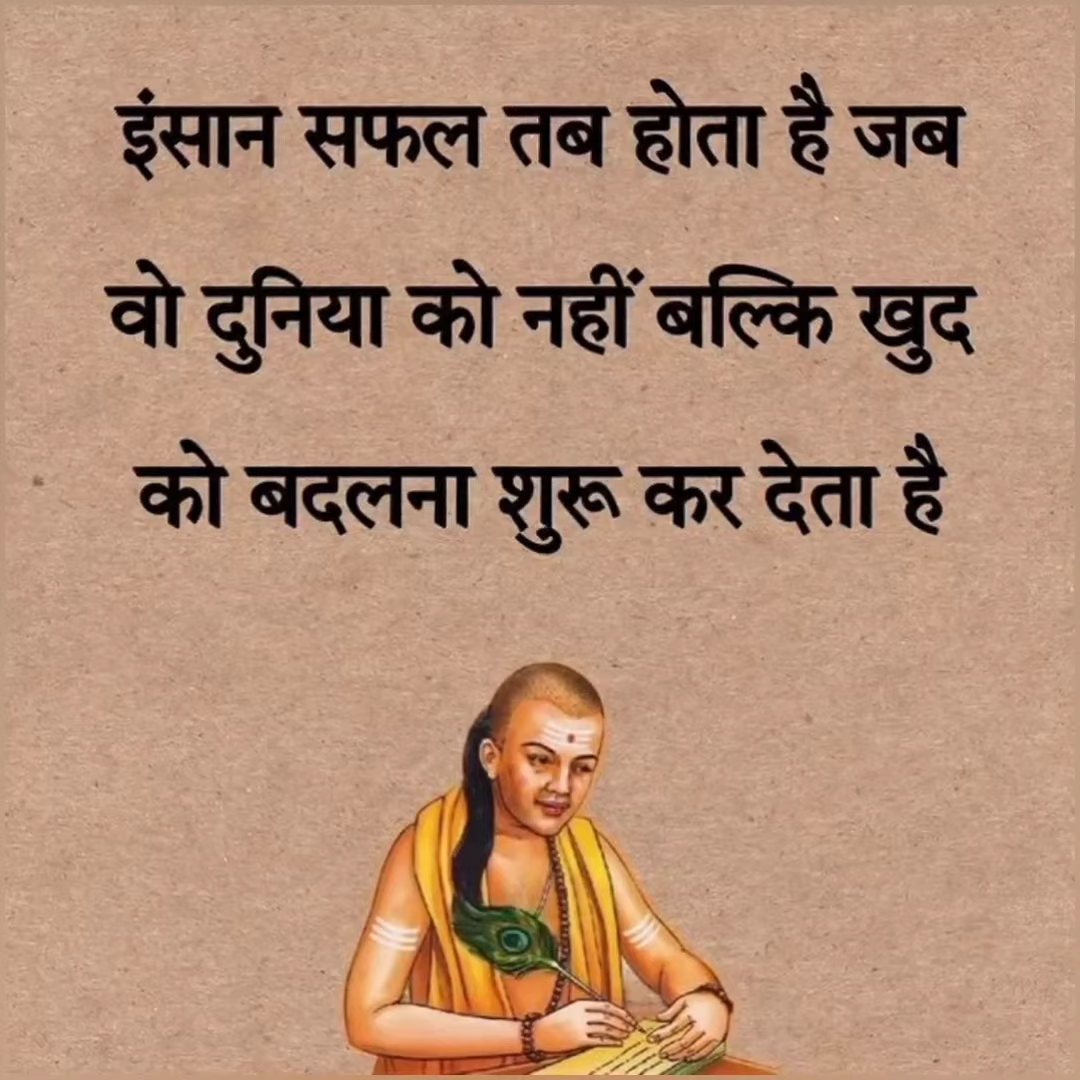 इंसान सफल तब होता है जब
वो दुनिया को नहीं बल्कि खुद
को बदलना शुरू कर देता है